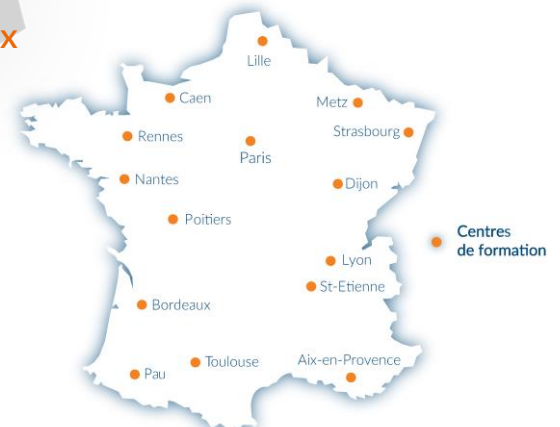 X
Lille
Caen
Metz
Strasbourg
Rennes
Paris
Nantes
Dijon
Poitiers
Centres
de formation
Lyon
St-Etienne
Bordeaux
Toulouse
Aix-en-Provence
Pau